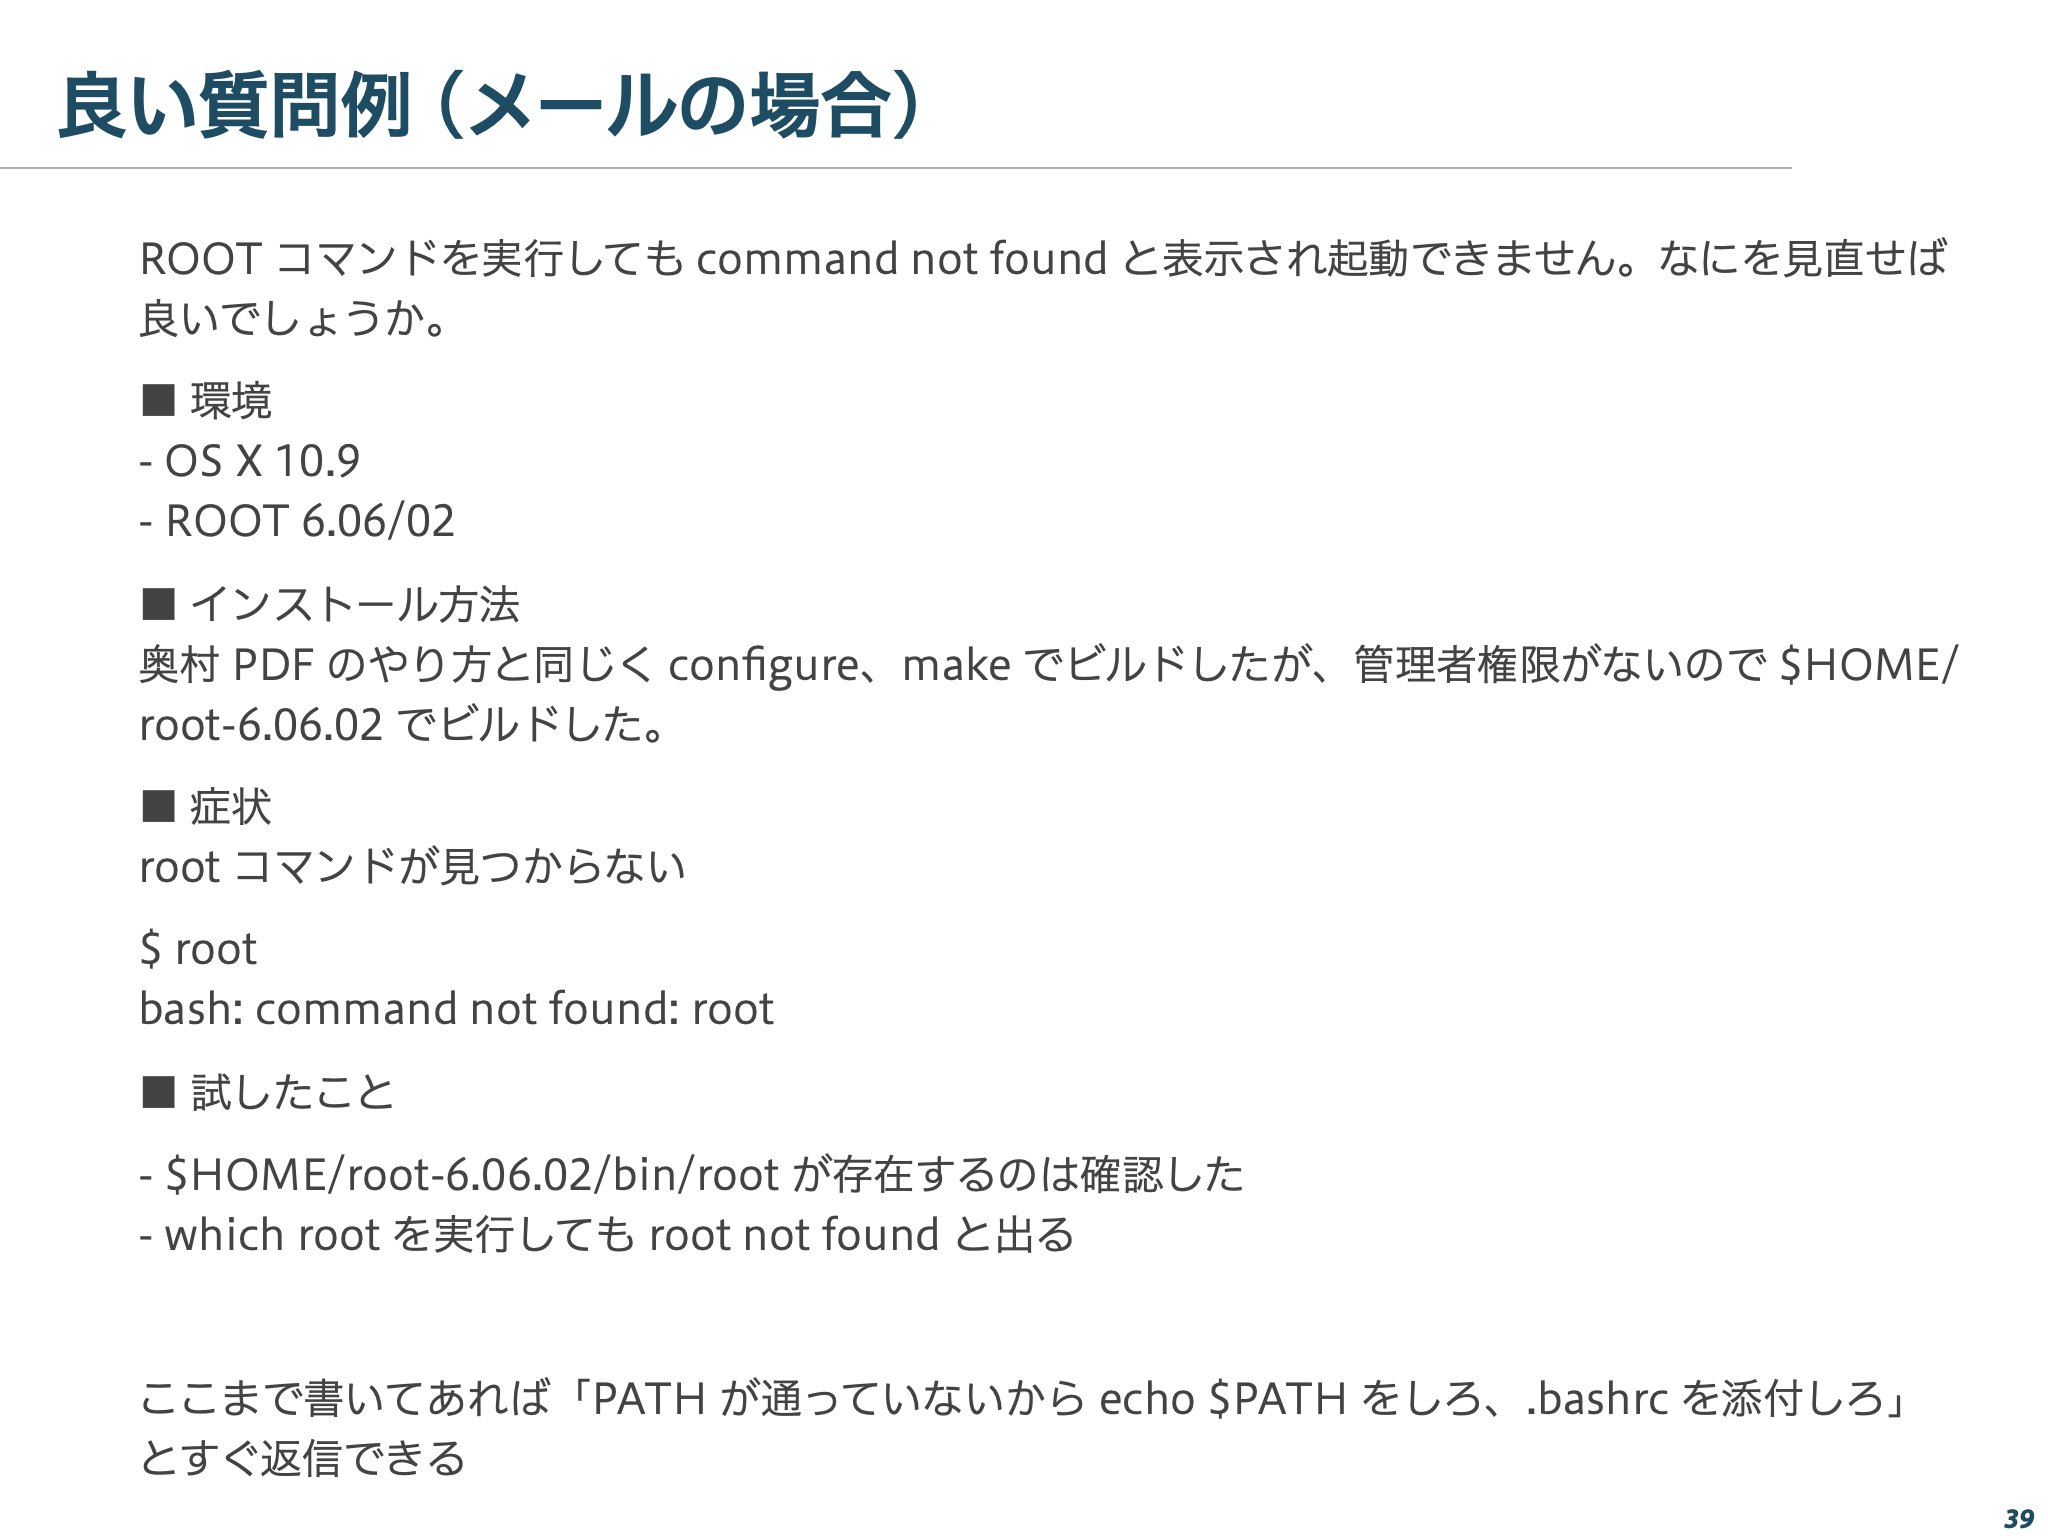 良い質問例（メールの場合）
ROOT コマンドを実行しても command not found と表示され起動できません。なにを見直せば
良いでしょうか。
■ 環境
- OS X 10.9
- ROOT 6.06/02
■ インストール方法
奥村 PDF のやり方と同じく configure、make でビルドしたが、管理者権限がないので $HOME/
root-6.06.02 でビルドした。
■ 症状
root コマンドが見つからない
$ root
bash: command not found: root
■ 試したこと
- $HOME/root-6.06.02/bin/root が存在するのは確認した
- which root を実行しても root not found と出る
ここまで書いてあれば「PATH が通っていないから echo $PATH をしろ、.bashrc を添付しろ」
とすぐ返信できる
39